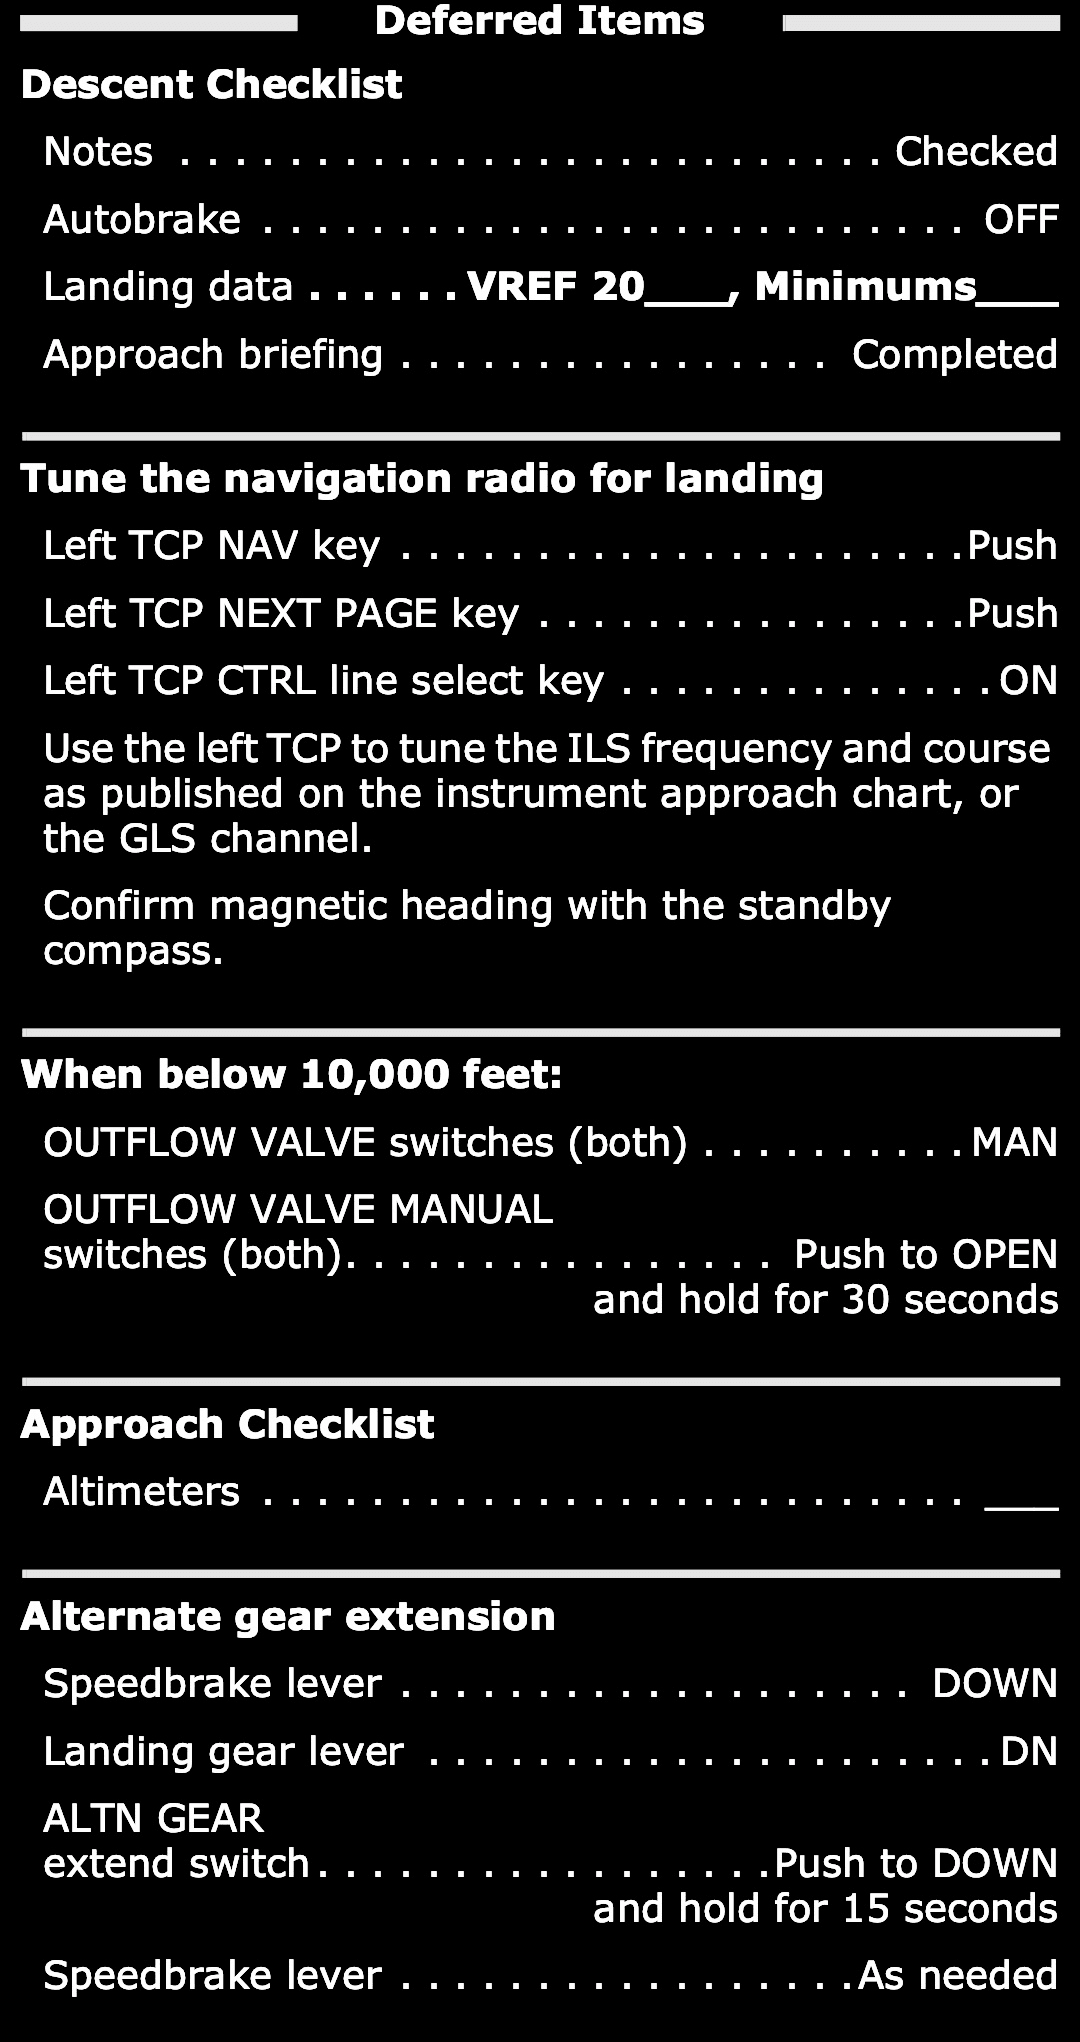 Deferred Items
Descent Checklist
Notes . . . . . . . . . . . . . . . . . . . . . . . . . . Checked
Autobrake . . . . . . . . . . . . . . . . . . . . . . . . . . OFF
Landing data . . . . . . VREF 20___, Minimums___
Approach briefing . . . . . . . . . . . . . . . . Completed
Tune the navigation radio for landing
Left TCP NAV key . . . . . . . . . . . . . . . . . . . . . Push
Left TCP NEXT PAGE key . . . . . . . . . . . . . . . . Push
Left TCP CTRL line select key . . . . . . . . . . . . . . ON
Use the left TCP to tune the ILS frequency and course
as published on the instrument approach chart, or
the GLS channel.
Confirm magnetic heading with the standby
compass.
When below 10,000 feet:
OUTFLOW VALVE switches (both) . . . . . . . . . . MAN
OUTFLOW VALVE MANUAL
switches (both). . . . . . . . . . . . . . . . Push to OPEN
and hold for 30 seconds
Approach Checklist
Altimeters . . . . . . . . . . . . . . . . . . . . . . . . . . ___
Alternate gear extension
Speedbrake lever . . . . . . . . . . . . . . . . . . . DOWN
Landing gear lever . . . . . . . . . . . . . . . . . . . . . DN
ALTN GEAR
extend switch . . . . . . . . . . . . . . . . . Push to DOWN
and hold for 15 seconds
Speedbrake lever . . . . . . . . . . . . . . . . . As needed